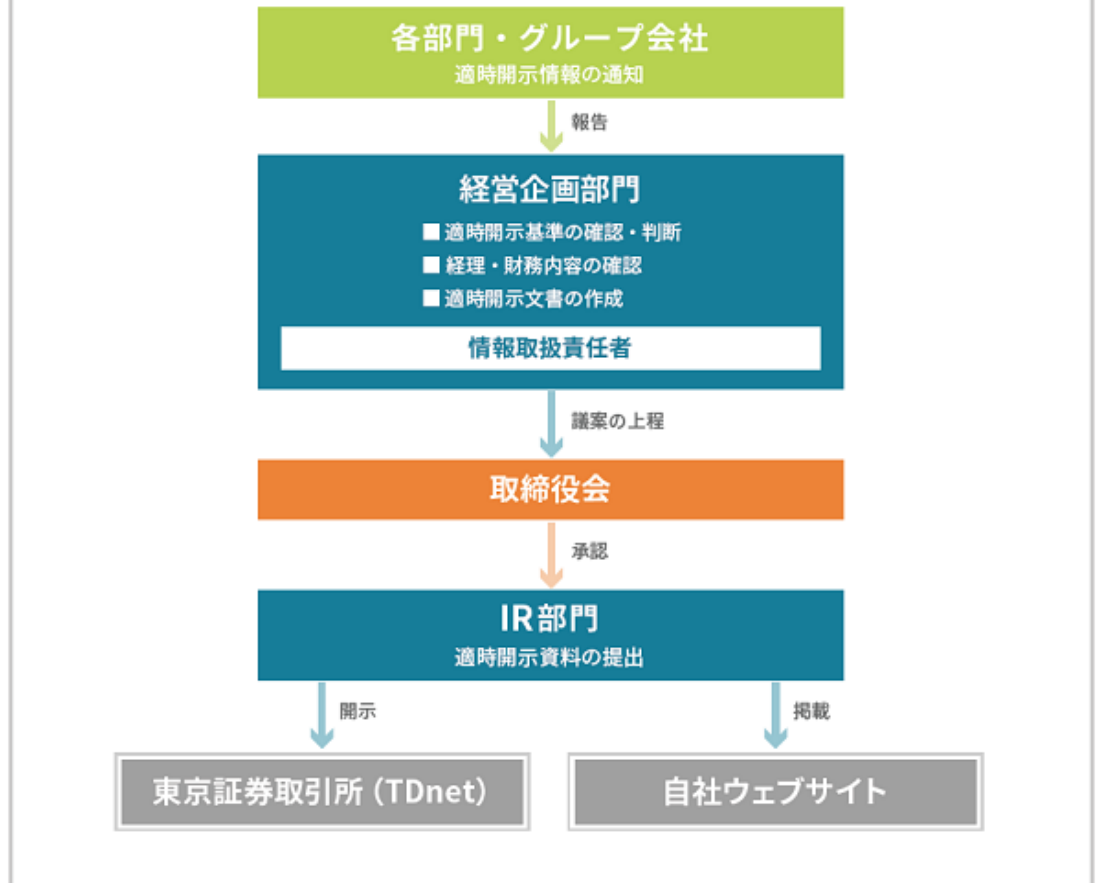 各部門・グループ会社
適時開示情報の通知
報告
経営企画部門
■ 適時開示基準の確認・判断
■ 経理・財務内容の確認
■ 適時開示文書の作成
情報取扱責任者
議案の上程
取締役会
承認
IR部門
適時開示資料の提出
開示
掲載
東京証券取引所（TDnet）
自社ウェブサイト